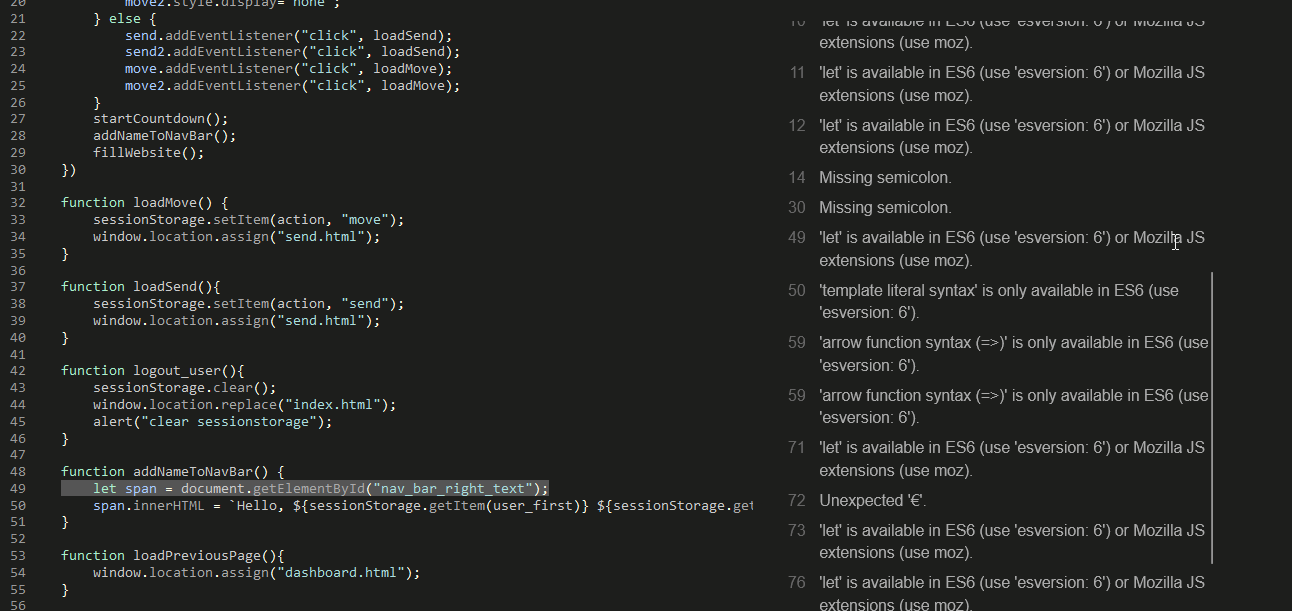 20 move2.style.display="none";
21 } else {
22 send.addEventListener("click", loadSend);
23 send2.addEventListener("click", loadSend);
24 move.addEventListener("click", loadMove);
25 move2.addEventListener("click", loadMove);
26 }
27 startCountdown();
28 addNameToNavBar();
29 fillWebsite();
30 })
31
32 function loadMove() {
33 sessionStorage.setItem(action, "move");
34 window.location.assign("send.html");
35 }
36
37 function loadSend(){
38 sessionStorage.setItem(action, "send");
39 window.location.assign("send.html");
40 }
41
42 function logout_user(){
43 sessionStorage.clear();
44 window.location.replace("index.html");
45 alert("clear sessionstorage");
46 }
47
48 function addNameToNavBar() {
49 let span = document.getElementById("nav_bar_right_text");
50 span.innerHTML = `Hello, ${sessionStorage.getItem(user_first)} ${sessionStorage.get
51 }
52
53 function loadPreviousPage(){
54 window.location.assign("dashboard.html");
55 }
56
10 'let' is available in ES6 (use 'esversion: 6') or Mozilla JS
extensions (use moz).
11 'let' is available in ES6 (use 'esversion: 6') or Mozilla JS
extensions (use moz).
12 'let' is available in ES6 (use 'esversion: 6') or Mozilla JS
extensions (use moz).
14 Missing semicolon.
30 Missing semicolon.
49 'let' is available in ES6 (use 'esversion: 6') or Mozilla JS
extensions (use moz).
50 'template literal syntax' is only available in ES6 (use
'esversion: 6').
59 'arrow function syntax (=>)' is only available in ES6 (use
'esversion: 6').
59 'arrow function syntax (=>)' is only available in ES6 (use
'esversion: 6').
71 'let' is available in ES6 (use 'esversion: 6') or Mozilla JS
extensions (use moz).
72 Unexpected '€'.
73 'let' is available in ES6 (use 'esversion: 6') or Mozilla JS
extensions (use moz).
76 'let' is available in ES6 (use 'esversion: 6') or Mozilla JS
extensions (use moz).